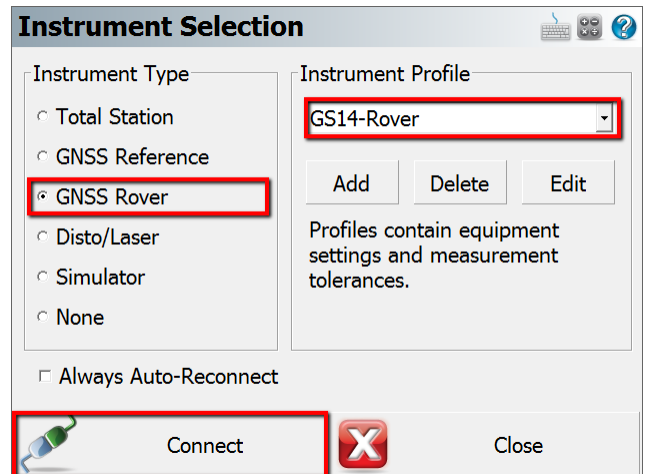 Instrument Selection
Instrument Type
Total Station
GNSS Reference
GNSS Rover
Disto/Laser
Simulator
None
Instrument Profile
GS14-Rover
Add Delete Edit
Profiles contain equipment
settings and measurement
tolerances.
Always Auto-Reconnect
Connect Close